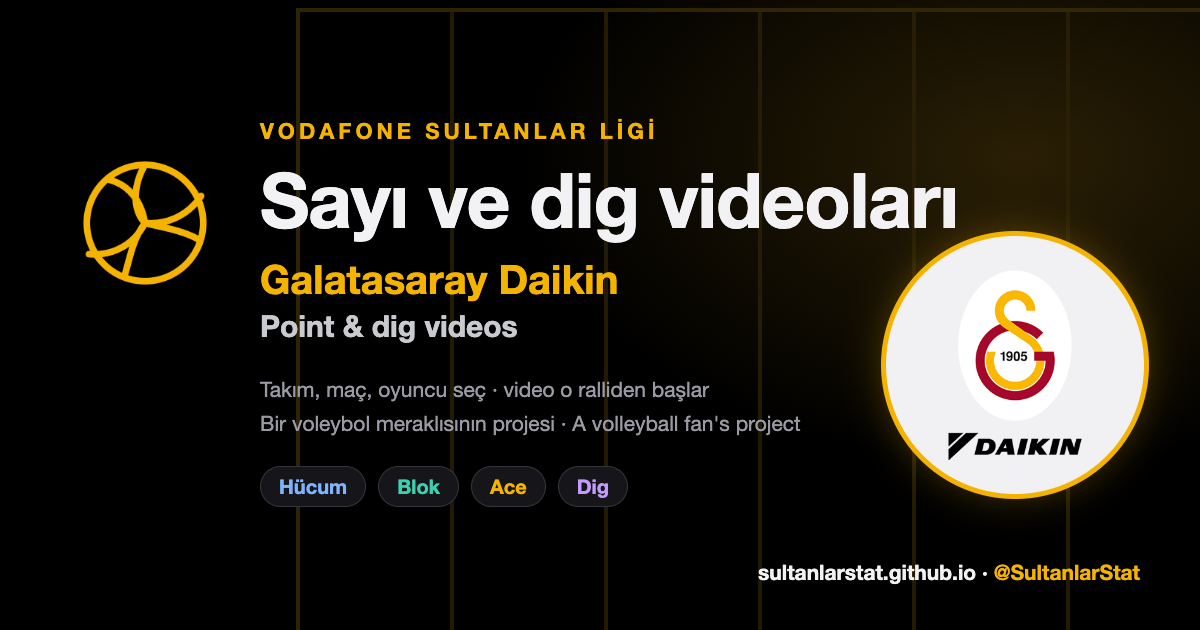 VODAFONE SULTANLAR LİGİ
Sayı ve dig videoları
Galatasaray Daikin
Point & dig videos
Takım, maç, oyuncu seç · video o ralliden başlar
Bir voleybol meraklısının projesi · A volleyball fan's project
Hücum Blok Ace Dig
1905
DAIKIN
sultanlarstat.github.io · @SultanlarStat